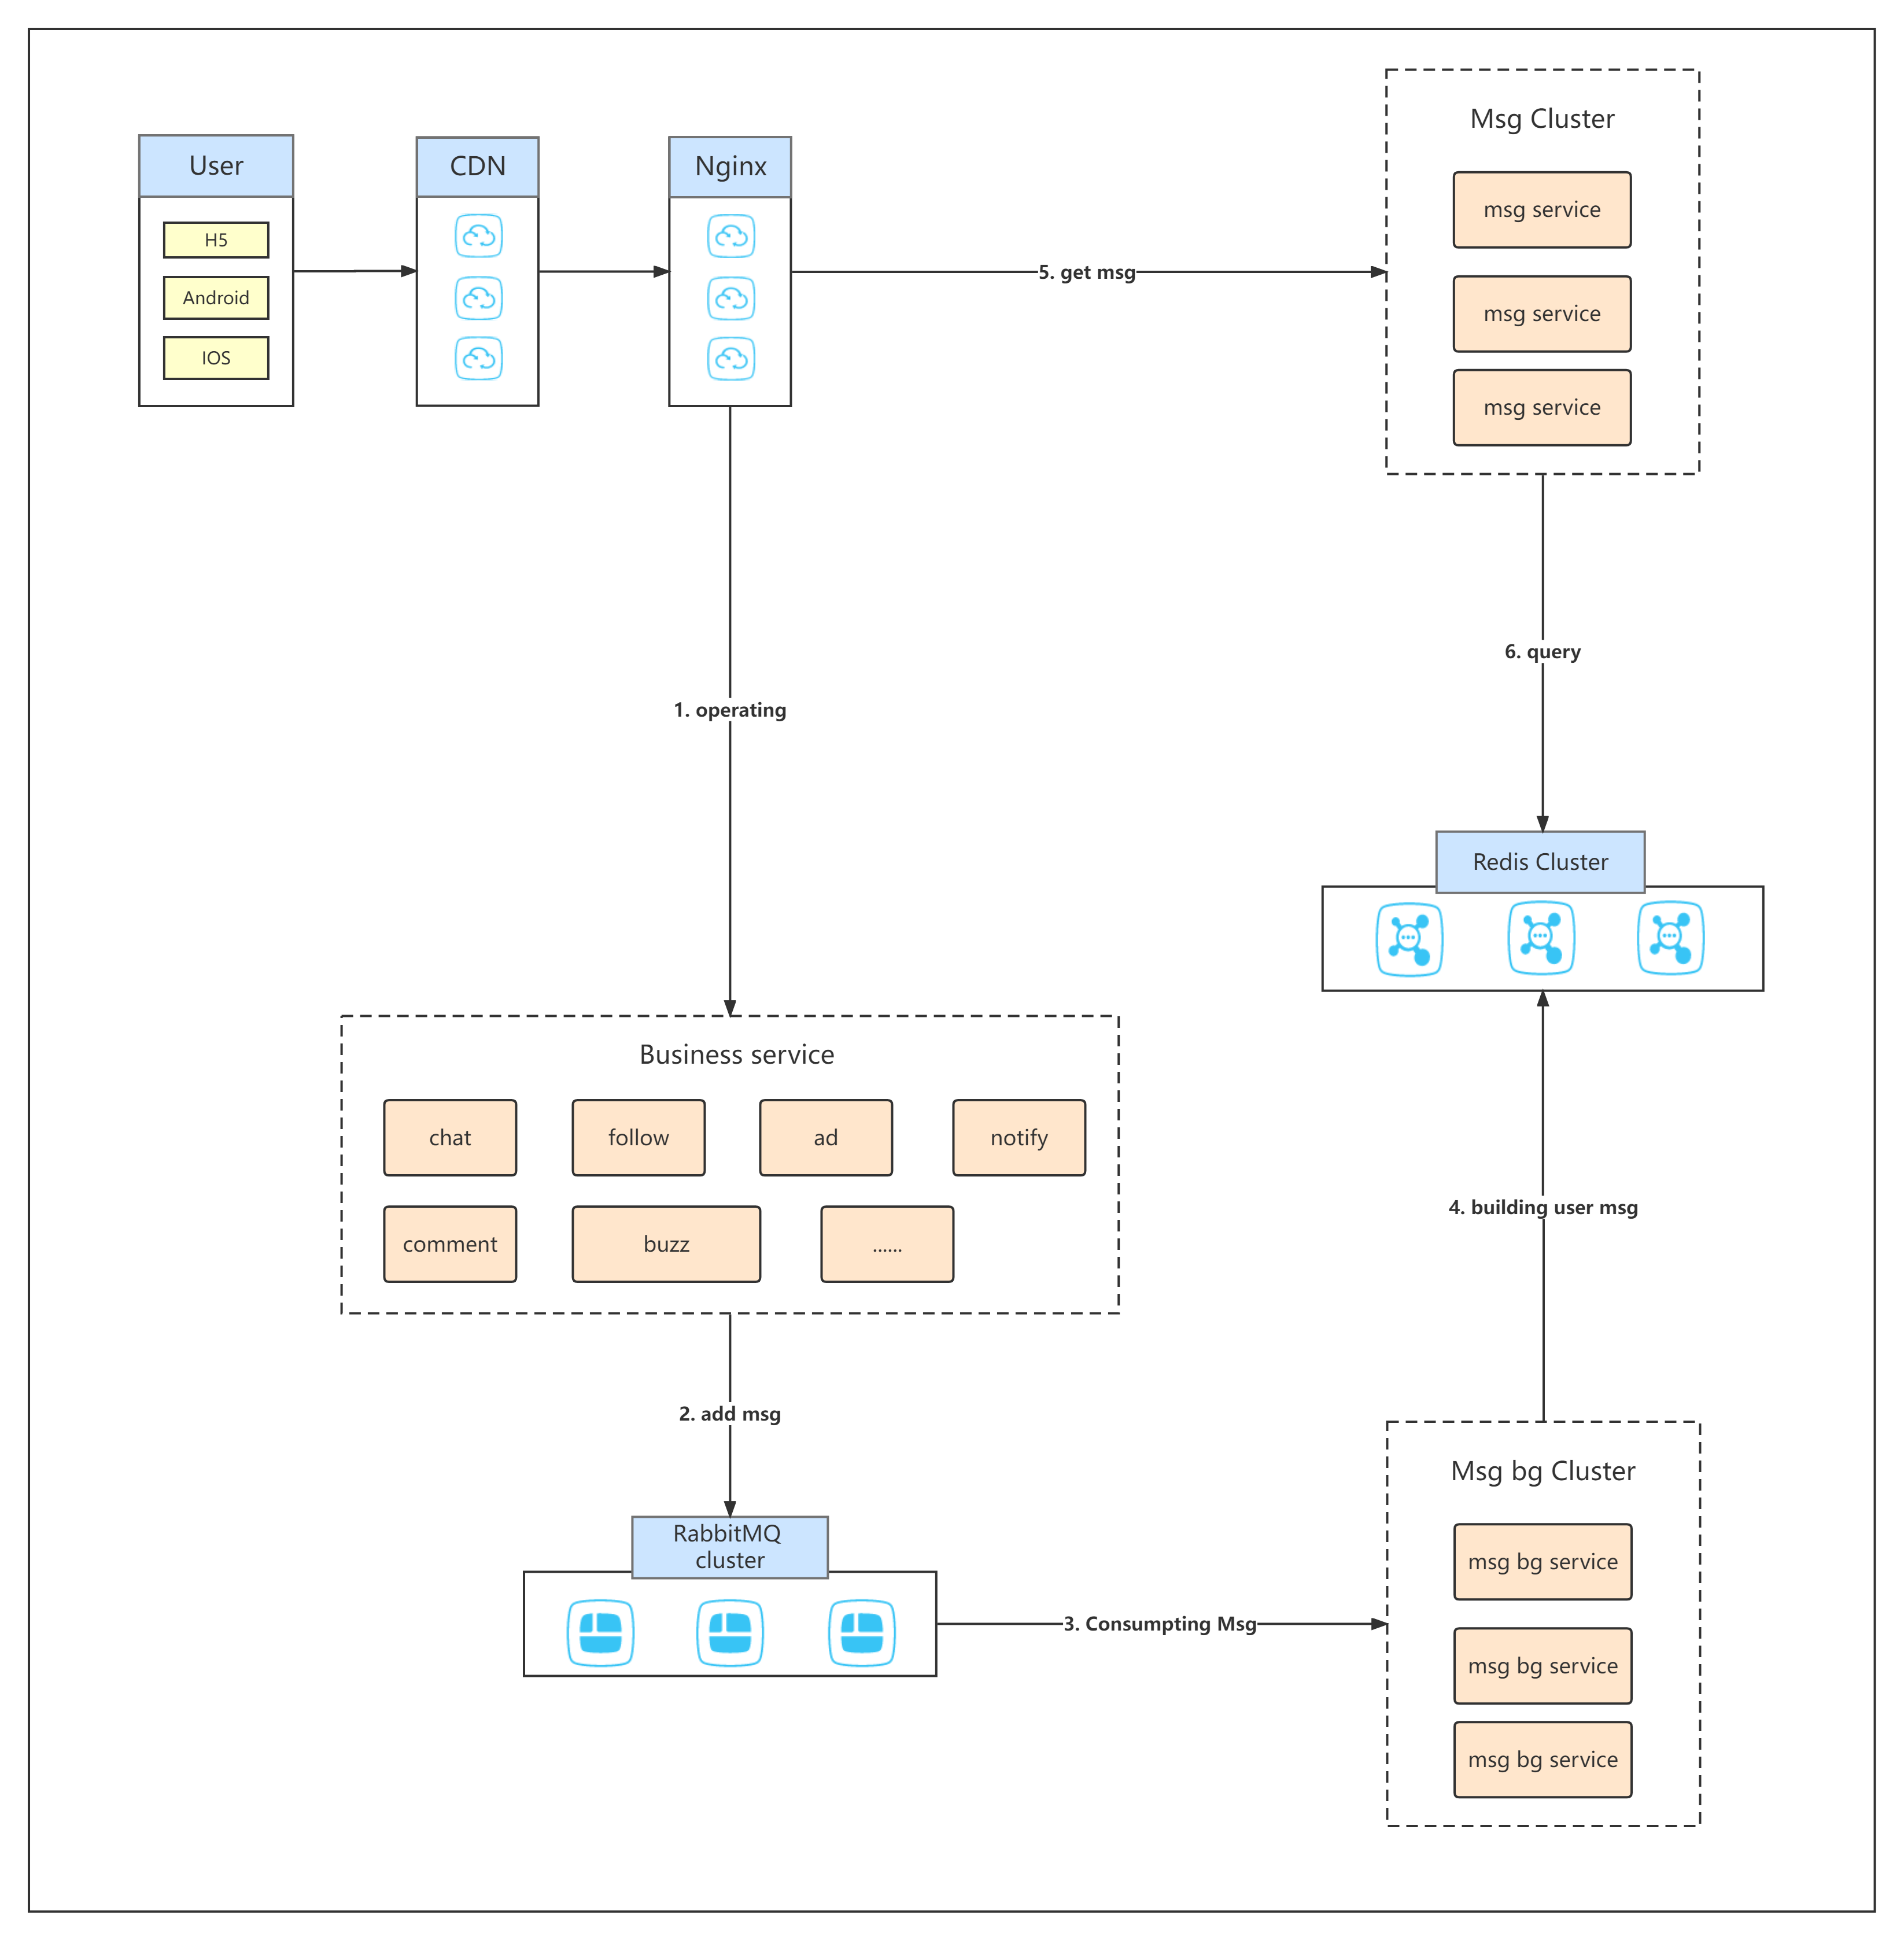 User
H5
Android
IOS
CDN
Nginx
5. get msg
Msg Cluster
msg service
msg service
msg service
6. query
1. operating
Redis Cluster
Business service
chat
follow
ad
notify
comment
buzz
......
4. building user msg
2. add msg
RabbitMQ
cluster
3. Consumpting Msg
Msg bg Cluster
msg bg service
msg bg service
msg bg service